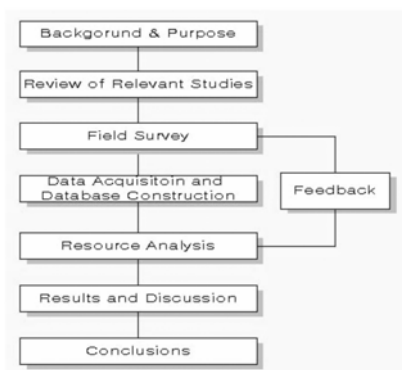 Backgorund & Purpose
Review of Relevant Studies
Field Survey
Data Acquisitoin and
Database Construction
Feedback
Resource Analysis
Results and Discussion
Conclusions